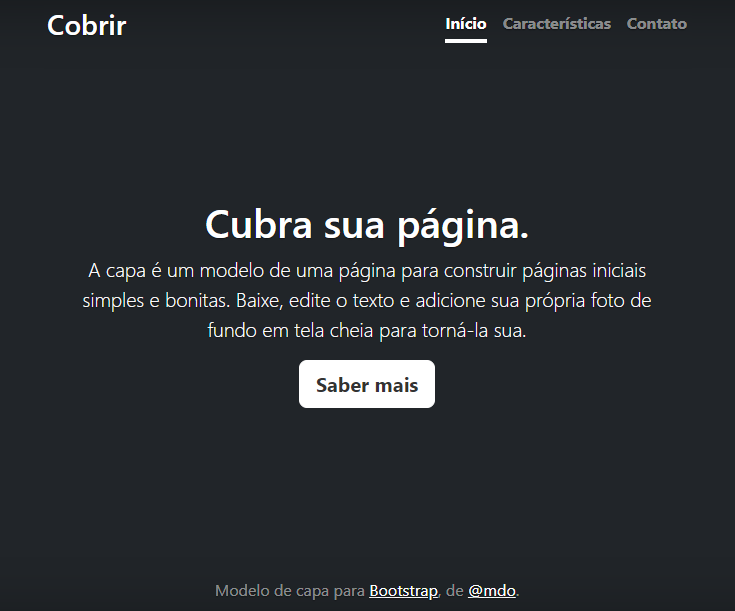 Cobrir
Início Características Contato
Cubra sua página.
A capa é um modelo de uma página para construir páginas iniciais
simples e bonitas. Baixe, edite o texto e adicione sua própria foto de
fundo em tela cheia para torná-la sua.
Saber mais
Modelo de capa para Bootstrap, de @mdo.